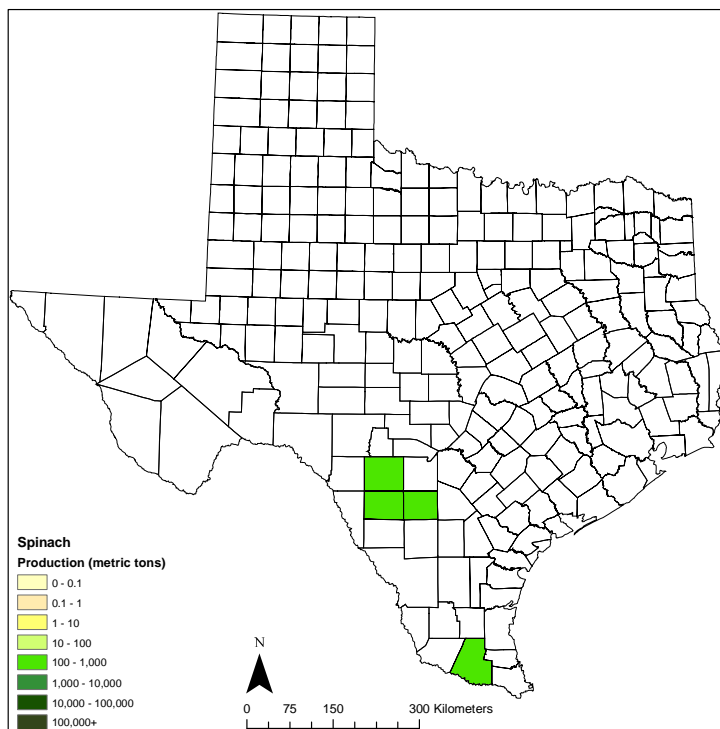 Spinach
Production (metric tons)
0 - 0.1
0.1 - 1
1 - 10
10 - 100
100 - 1,000
1,000 - 10,000
10,000 - 100,000
100,000+
N
0 75 150 300 Kilometers